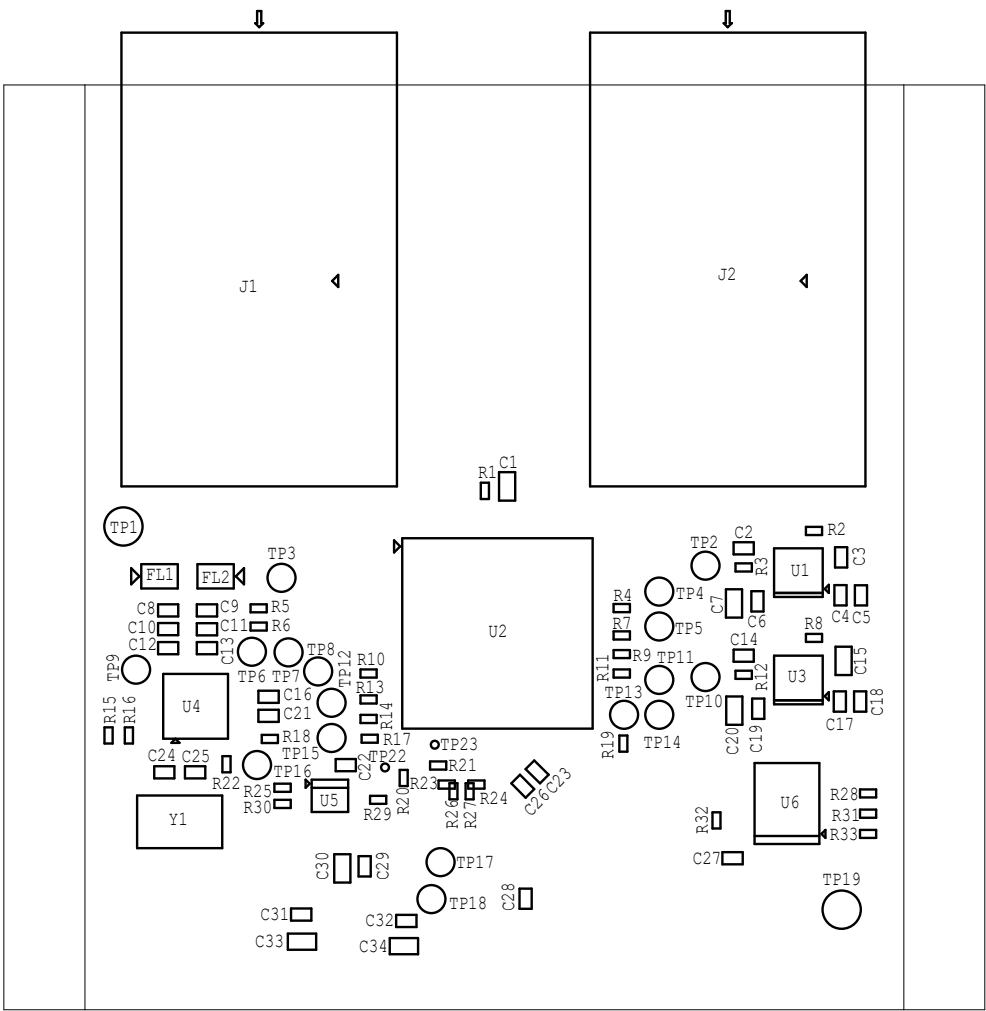 J1
J2
R1
C1
TP1
TP3
TP2
C2
R2
R3
C3
U1
FL1
FL2
TP4
C7
C6
C4
C5
C8
C9
R5
R4
C10
C11
R6
U2
R7
TP5
R8
C12
C13
TP9
TP6
TP7
TP8
TP12
R10
R9
R11
TP11
C14
R12
U3
C15
TP10
C16
R13
TP13
C20
C19
C17
C18
R15
R16
U4
C21
R14
R18
TP15
R17
R19
TP14
TP23
C24
C25
R22
TP16
C22
TP22
R21
R25
R30
U5
R29
R20
R23
R24
R26
R27
C26
C23
Y1
U6
R28
R31
R33
R32
C27
C30
C29
TP17
TP18
C28
TP19
C31
C32
C33
C34